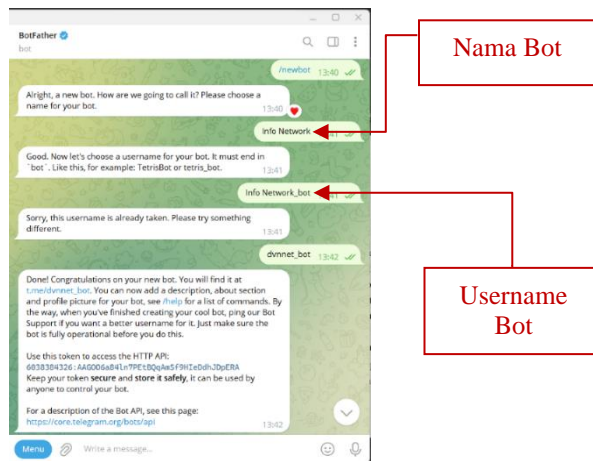 BotFather
bot
/newbot 13:40
Alright, a new bot. How are we going to call it? Please choose a
name for your bot.
13:40
Info Network
Good. Now let's choose a username for your bot. It must end in
`bot`. Like this, for example: TetrisBot or tetris_bot.
13:41
Info Network_bot
Sorry, this username is already taken. Please try something
different.
13:41
dvnnet_bot 13:42
Done! Congratulations on your new bot. You will find it at
t.me/dvnnet_bot. You can now add a description, about section
and profile picture for your bot, see /help for a list of commands. By
the way, when you've finished creating your cool bot, ping our Bot
Support if you want a better username for it. Just make sure the
bot is fully operational before you do this.
Use this token to access the HTTP API:
Keep your token secure and store it safely, it can be used by
anyone to control your bot.
For a description of the Bot API, see this page:
https://core.telegram.org/bots/api
13:42
Menu
Write a message...
Nama Bot
Username
Bot